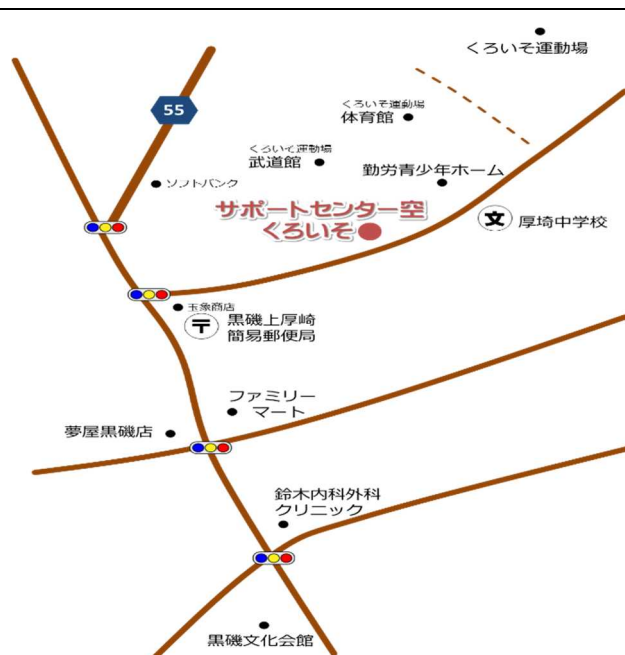 くろいそ運動場
55
くろいそ運動場
体育館
くろいそ運動場
武道館
勤労青少年ホーム
ソフトバンク
サポートセンター空
くろいそ
文
厚埼中学校
玉象商店
〒
黒磯上厚崎
簡易郵便局
ファミリー
マート
夢屋黒磯店
鈴木内科外科
クリニック
黒磯文化会館